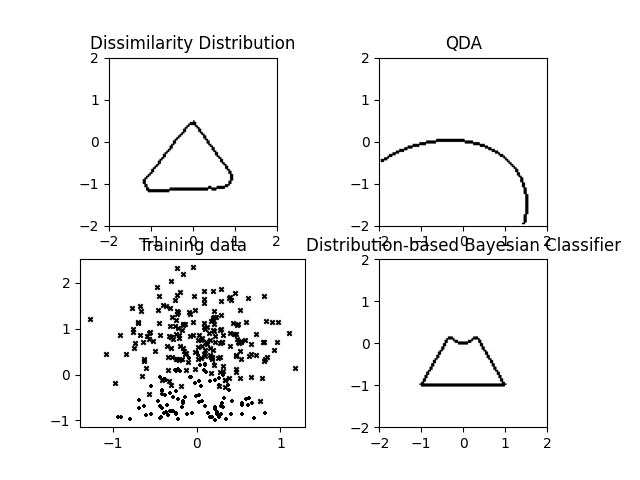 Dissimilarity Distribution
QDA
2
1
0
−1
−2
−2 −1 0 1 2
2
1
0
−1
−2
−2 −1 0 1 2
Training data
Distribution-based Bayesian Classifier
2
1
0
−1
−1 0 1
2
1
0
−1
−2
−2 −1 0 1 2